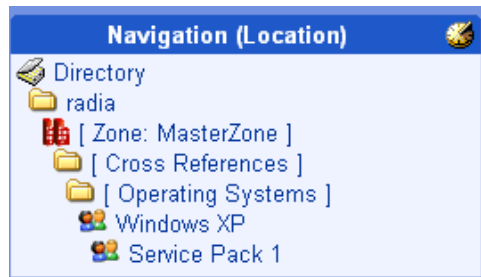 Navigation (Location)
Directory
radia
[ Zone: MasterZone ]
[ Cross References ]
[ Operating Systems ]
Windows XP
Service Pack 1